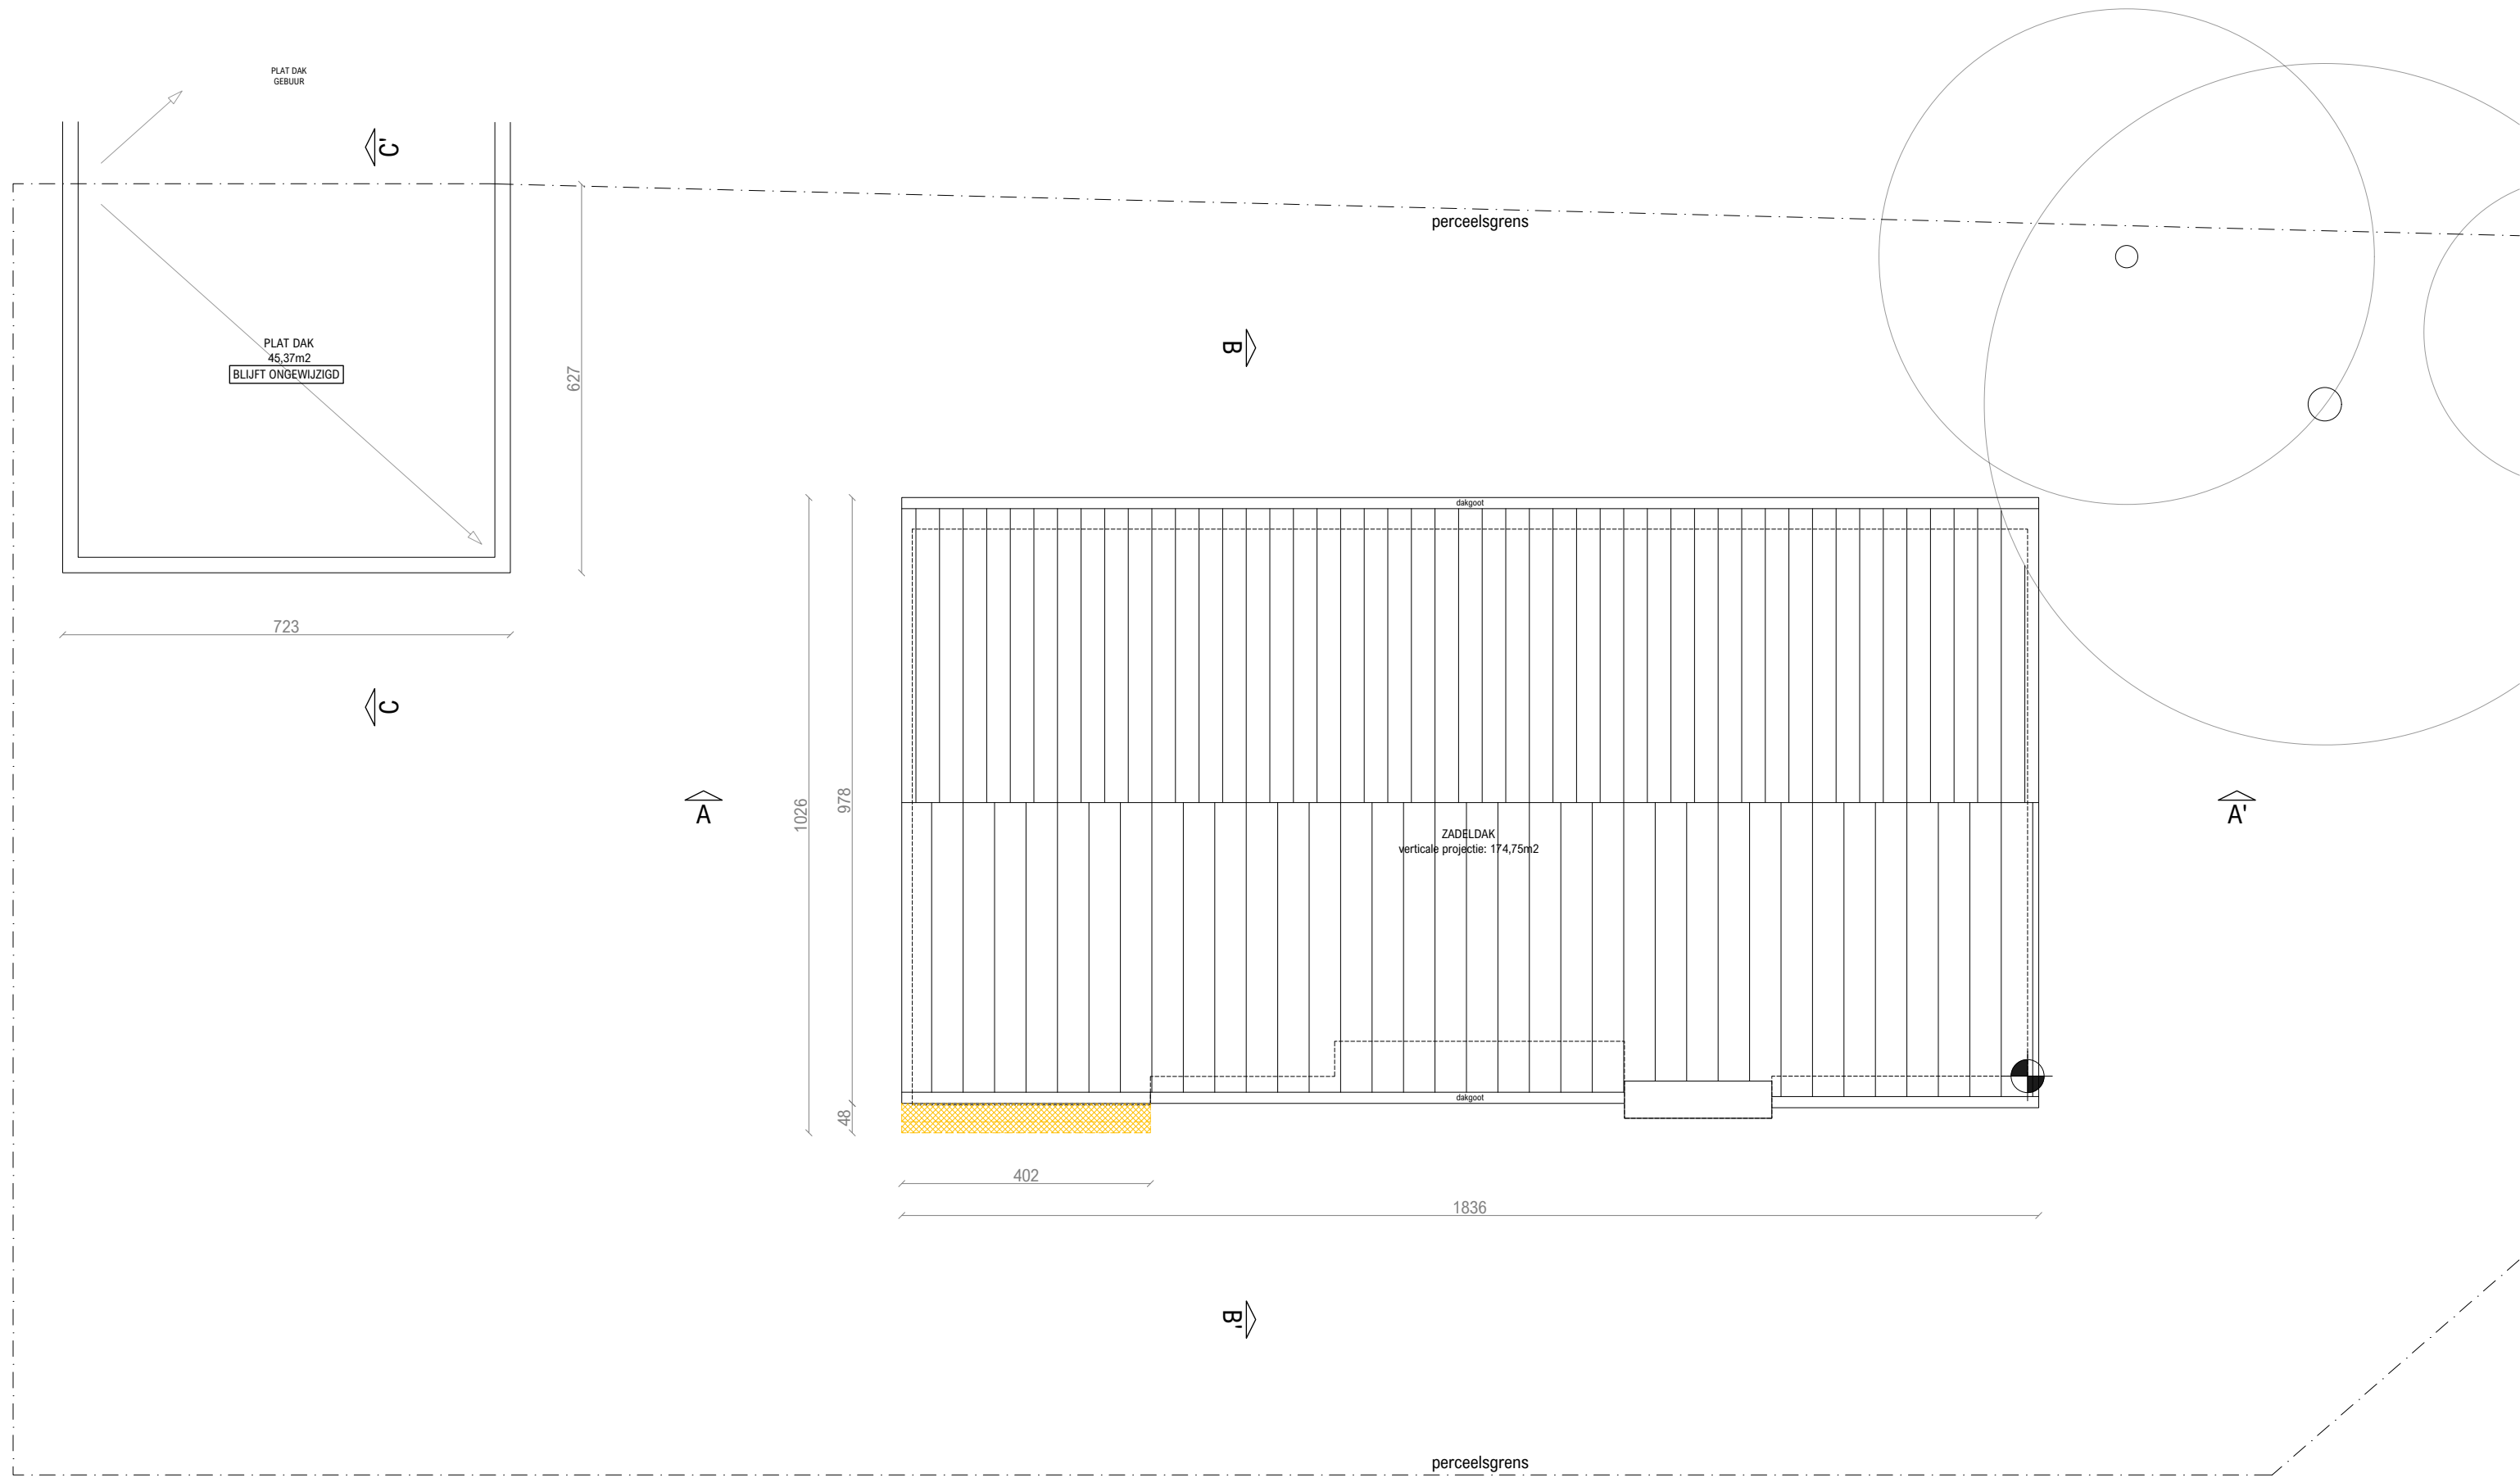 PLAT DAK
GEBUUR
C'
perceelsgrens
PLAT DAK
45,37m2
BLIJFT ONGEWIJZIGD
627
B
dakgoot
723
C
A
1026
978
A'
ZADELDAK
verticale projectie: 174,75m2
dakgoot
48
402
1836
B'
perceelsgrens